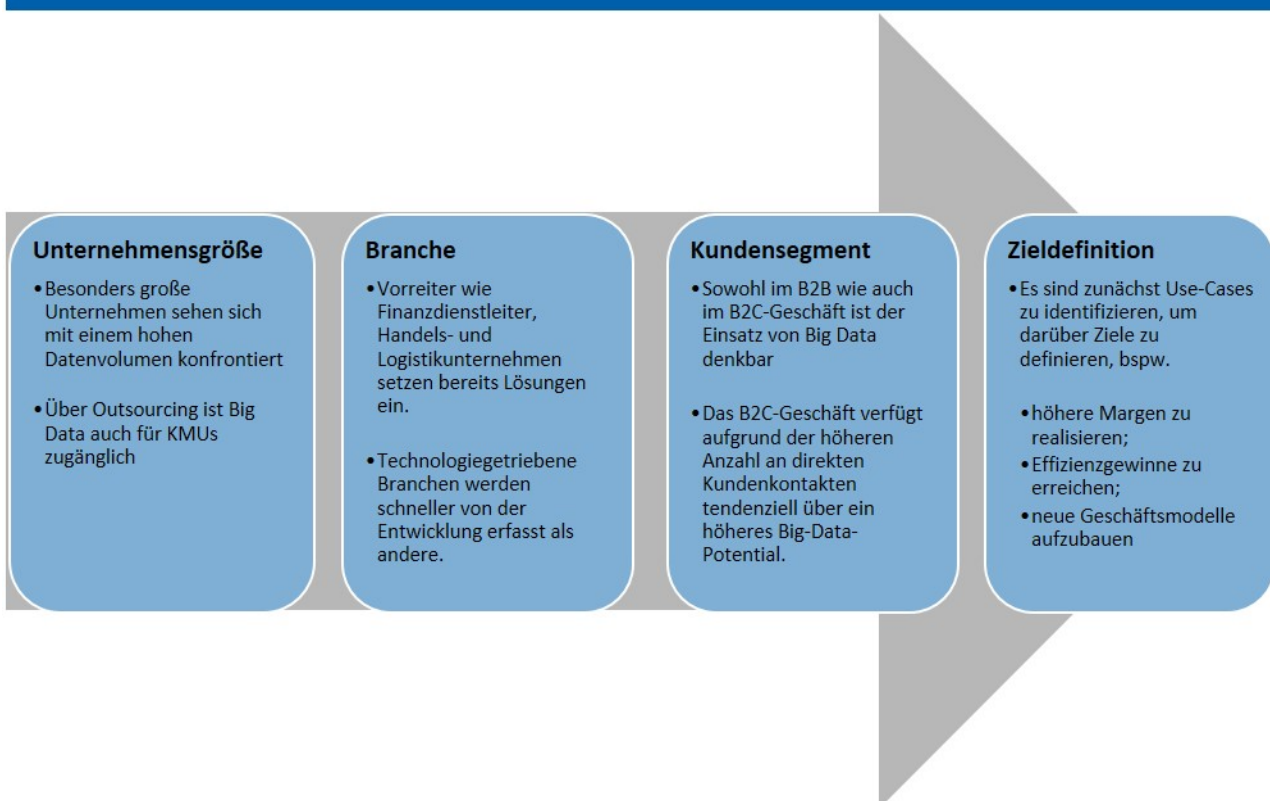 Unternehmensgröße
•Besonders große
Unternehmen sehen sich
mit einem hohen
Datenvolumen konfrontiert
•Über Outsourcing ist Big
Data auch für KMUs
zugänglich
Branche
•Vorreiter wie
Finanzdienstleiter,
Handels- und
Logistikunternehmen
setzen bereits Lösungen
ein.
•Technologiegetriebene
Branchen werden
schneller von der
Entwicklung erfasst als
andere.
Kundensegment
•Sowohl im B2B wie auch
im B2C-Geschäft ist der
Einsatz von Big Data
denkbar
•Das B2C-Geschäft verfügt
aufgrund der höheren
Anzahl an direkten
Kundenkontakten
tendenziell über ein
höheres Big-Data-
Potential.
Zieldefinition
•Es sind zunächst Use-Cases
zu identifizieren, um
darüber Ziele zu
definieren, bspw.
•höhere Margen zu
realisieren;
•Effizienzgewinne zu
erreichen;
•neue Geschäftsmodelle
aufzubauen